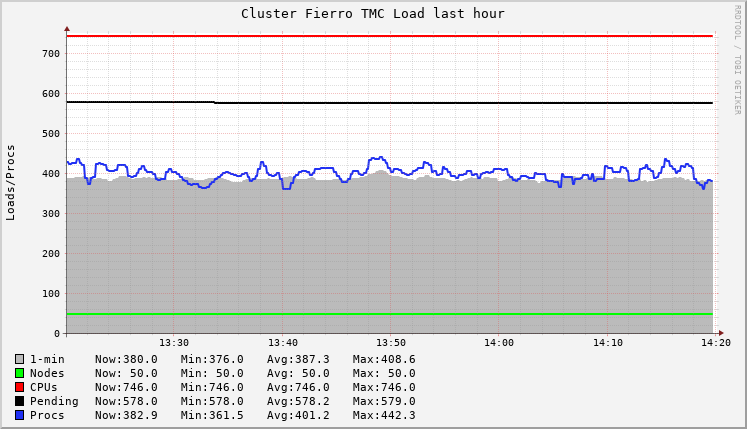 Cluster Fierro TMC Load last hour
RRDTOOL / TOBI OETIKER
Loads/Procs
700
600
500
400
300
200
100
0
13:30 13:40 13:50 14:00 14:10 14:20
1-min Now:380.0 Min:376.0 Avg:387.3 Max:408.6
Nodes Now: 50.0 Min: 50.0 Avg: 50.0 Max: 50.0
CPUs Now:746.0 Min:746.0 Avg:746.0 Max:746.0
Pending Now:578.0 Min:578.0 Avg:578.2 Max:579.0
Procs Now:382.9 Min:361.5 Avg:401.2 Max:442.3